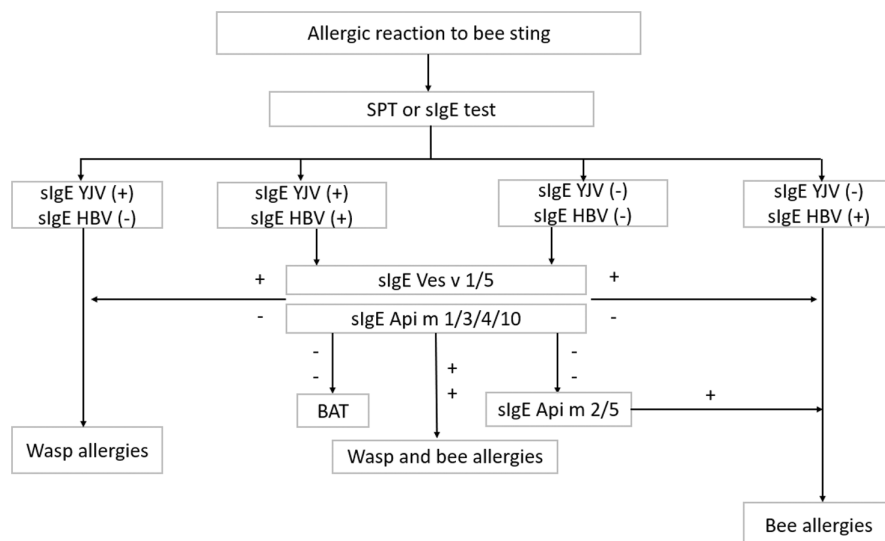 Allergic reaction to bee sting
SPT or sIgE test
sIgE YJV (+)
sIgE HBV (-)
sIgE YJV (+)
sIgE HBV (+)
sIgE YJV (-)
sIgE HBV (-)
sIgE YJV (-)
sIgE HBV (+)
+
sIgE Ves v 1/5
+
-
sIgE Api m 1/3/4/10
-
-
-
+
+
-
-
BAT
sIgE Api m 2/5
+
Wasp allergies
Wasp and bee allergies
Bee allergies